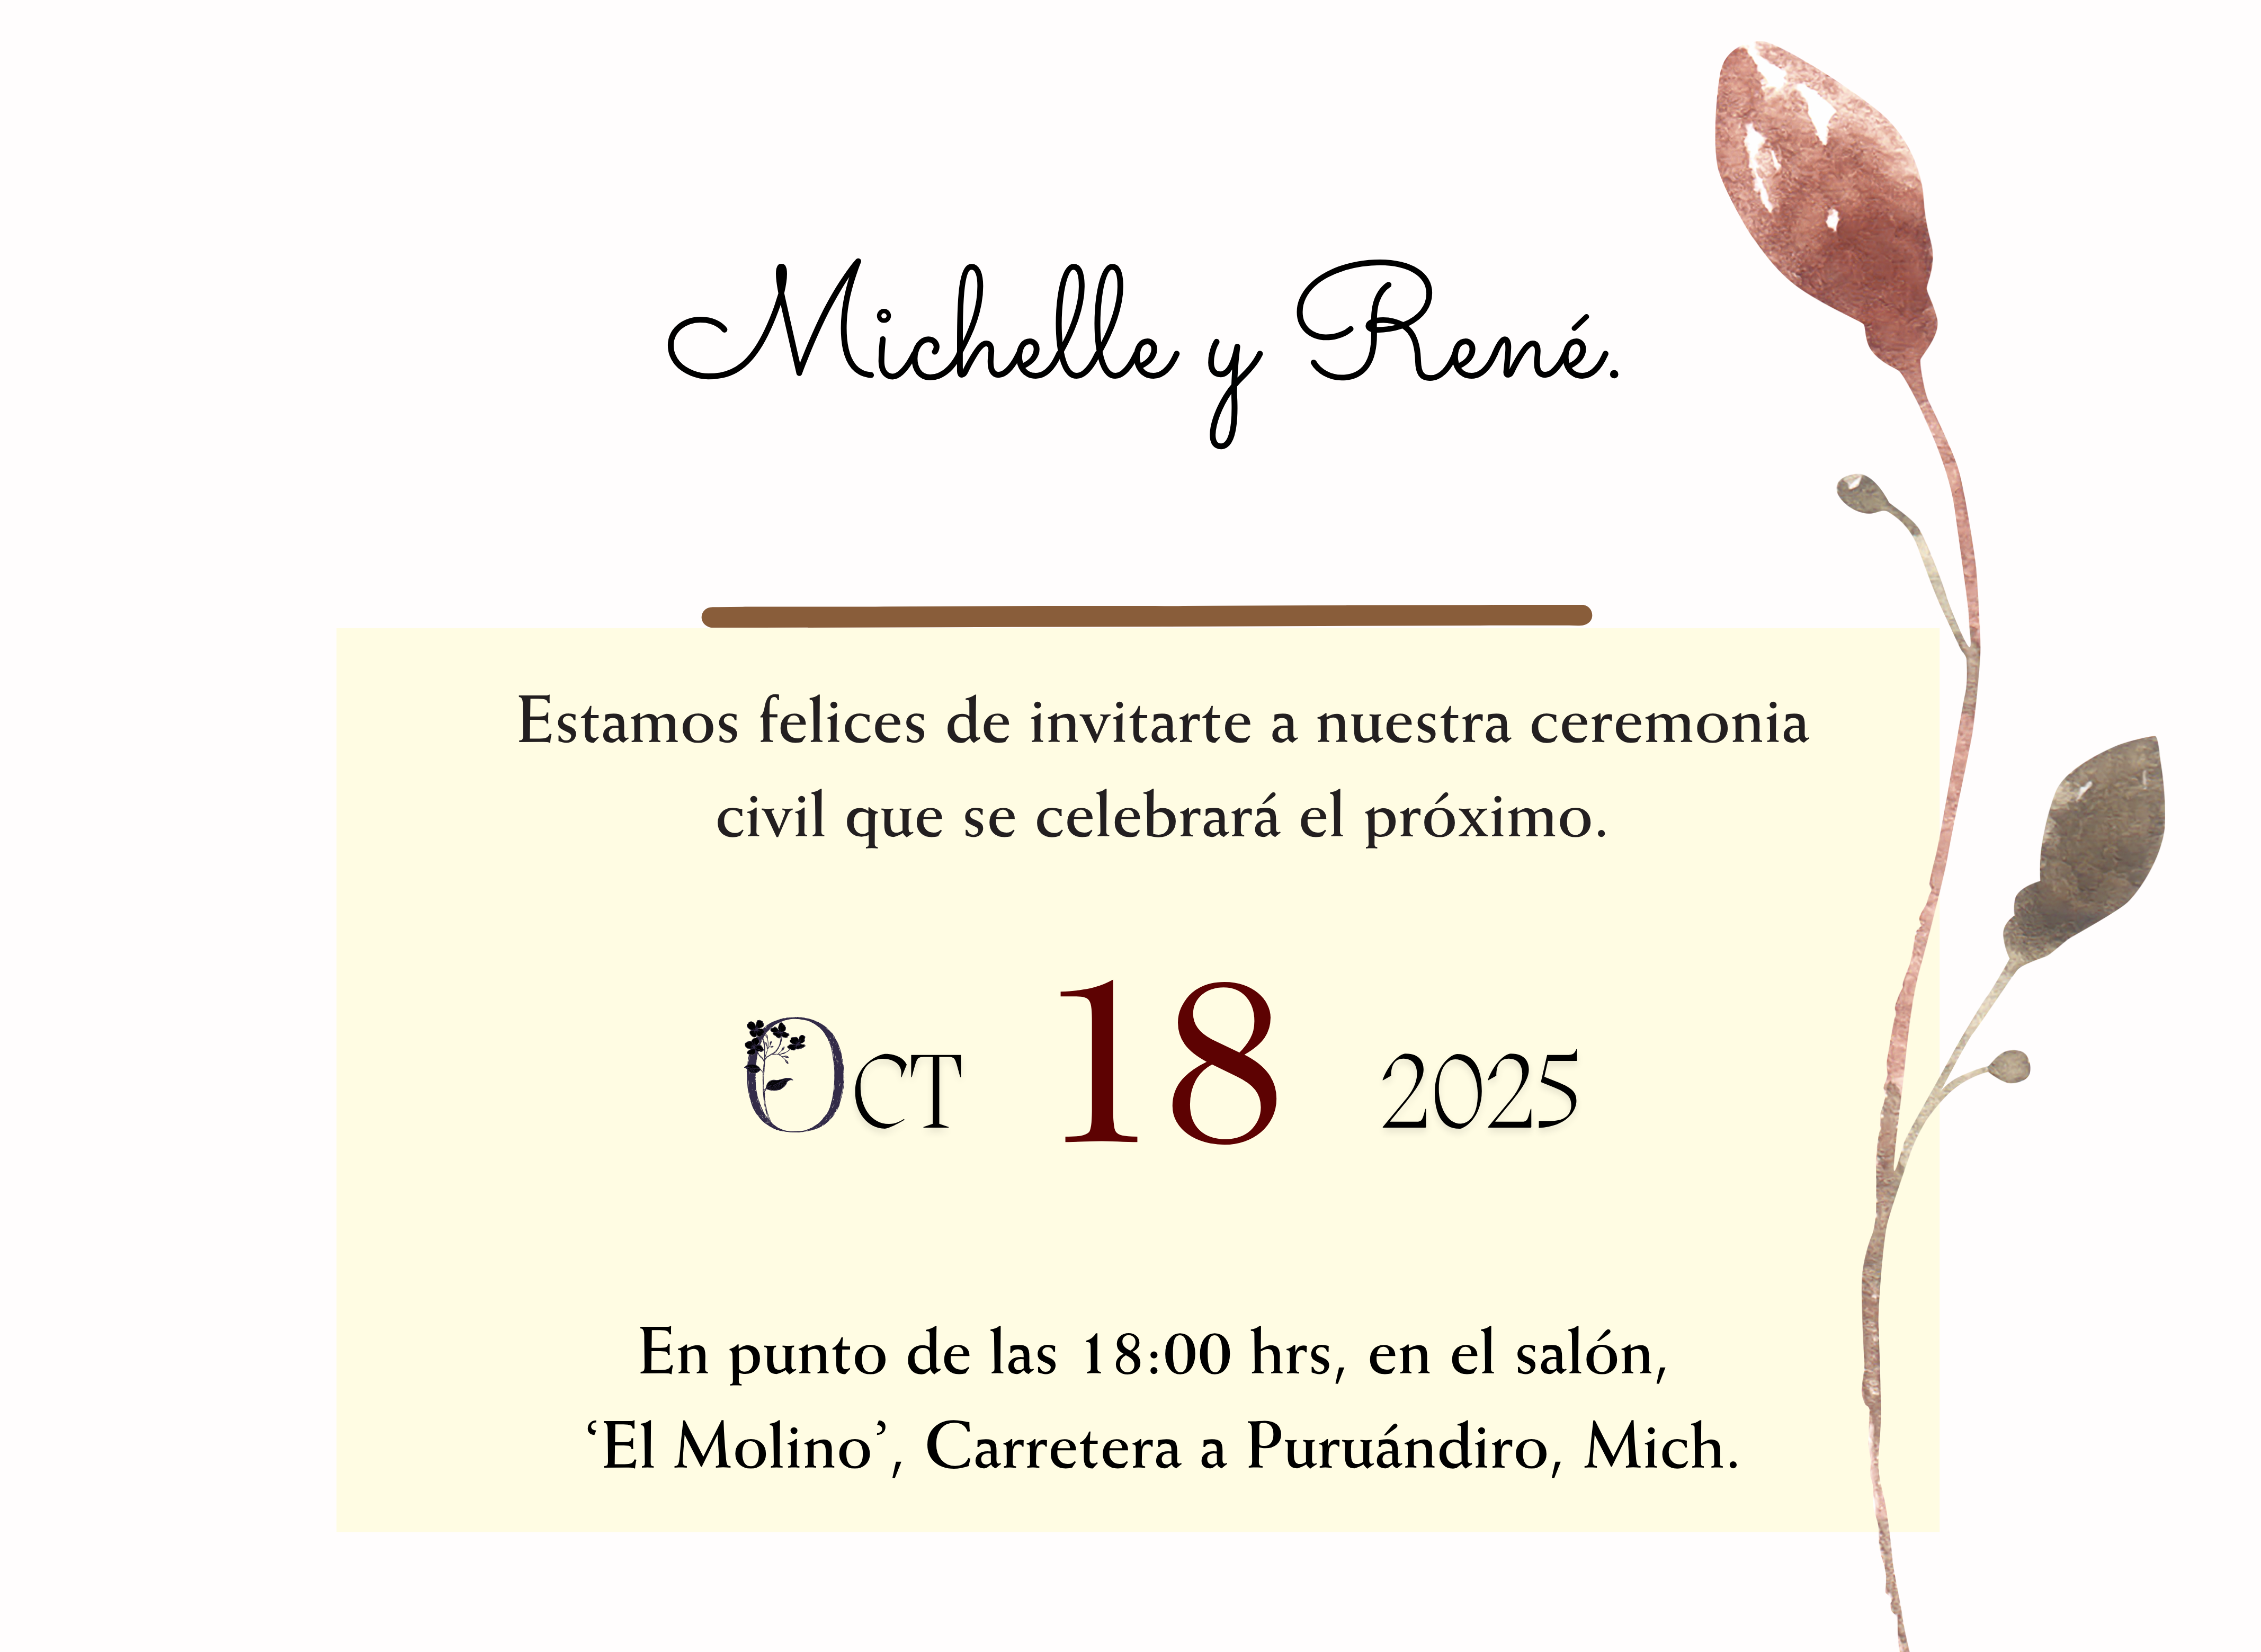 Michelle y René.
Estamos felices de invitarte a nuestra ceremonia
civil que se celebrará el próximo.
Oct 18 2025
En punto de las 18:00 hrs, en el salón,
‘El Molino’, Carretera a Puruándiro, Mich.